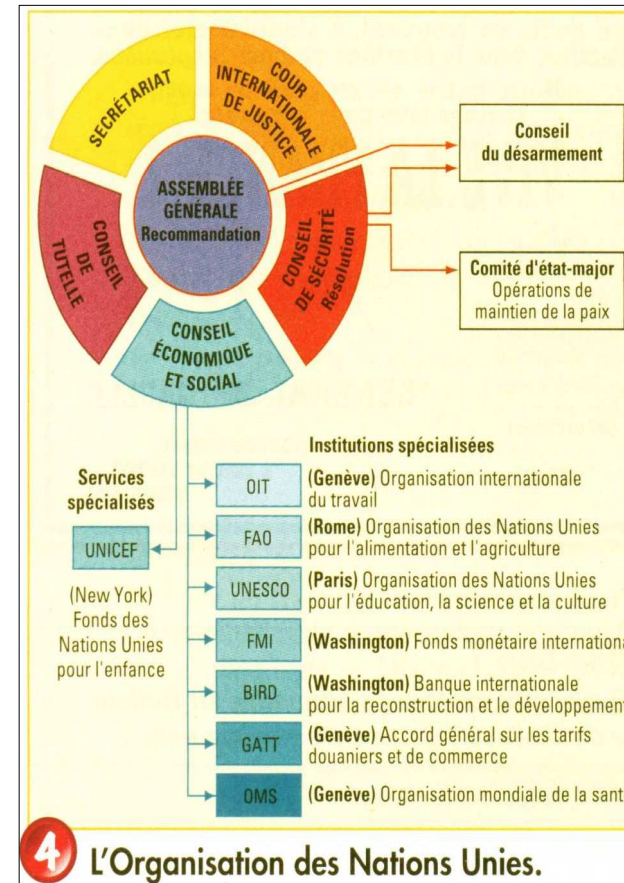 SECRÉTARIAT
COUR
INTERNATIONALE
DE JUSTICE
ASSEMBLÉE
GÉNÉRALE
Recommandation
CONSEIL
DE
TUTELLE
CONSEIL
DE SÉCURITÉ
Résolution
CONSEIL
ÉCONOMIQUE
ET SOCIAL
Conseil
du désarmement
Comité d'état-major
Opérations de
maintien de la paix
Services
spécialisés
UNICEF
(New York)
Fonds des
Nations Unies
pour l'enfance
Institutions spécialisées
OIT
(Genève) Organisation internationale
du travail
FAO
(Rome) Organisation des Nations Unies
pour l'alimentation et l'agriculture
UNESCO
(Paris) Organisation des Nations Unies
pour l'éducation, la science et la culture
FMI
(Washington) Fonds monétaire internationa
BIRD
(Washington) Banque internationale
pour la reconstruction et le développement
GATT
(Genève) Accord général sur les tarifs
douaniers et de commerce
OMS
(Genève) Organisation mondiale de la sant
4 L'Organisation des Nations Unies.